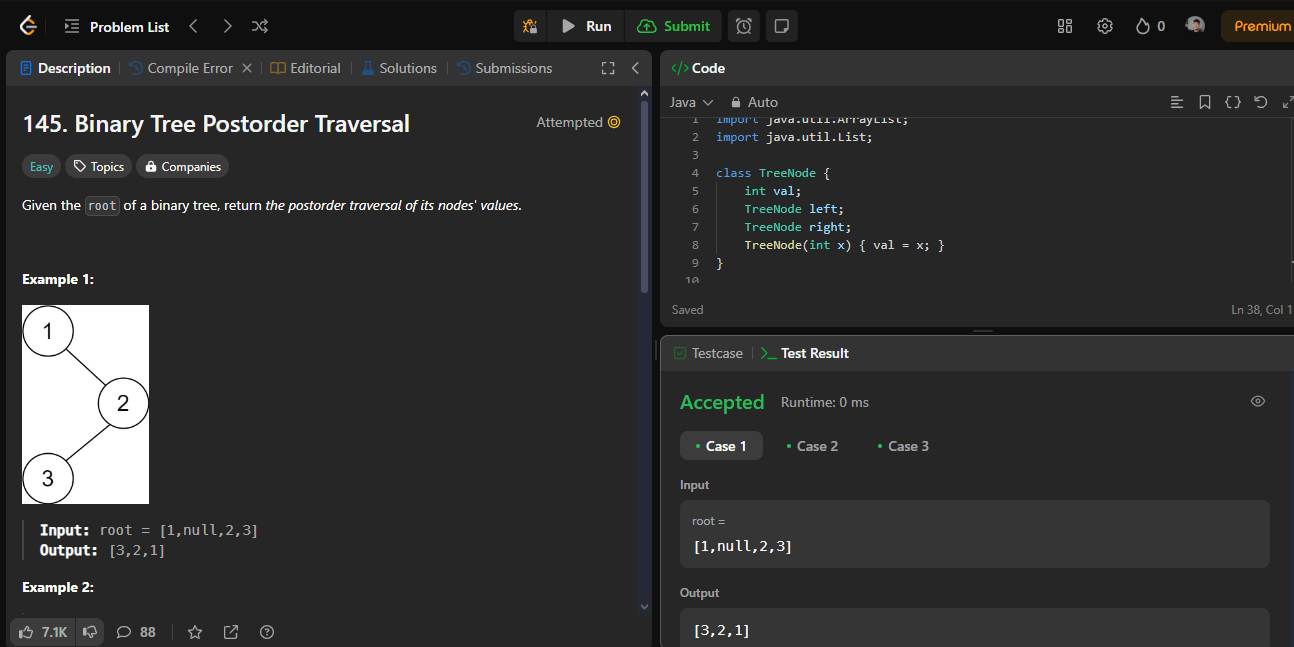 Problem List
Run
Submit
0
Premium
Description
Compile Error
Editorial
Solutions
Submissions
145. Binary Tree Postorder Traversal
Attempted
Easy
Topics
Companies
Given the root of a binary tree, return the postorder traversal of its nodes' values.
Example 1:
1
2
3
Input: root = [1,null,2,3]
Output: [3,2,1]
Example 2:
7.1K
88
</>Code
Java
Auto
1 import java.util.ArrayList;
2 import java.util.List;
3
4 class TreeNode {
5 int val;
6 TreeNode left;
7 TreeNode right;
8 TreeNode(int x) { val = x; }
9 }
10
Saved
Ln 38, Col 1
Testcase
Test Result
Accepted
Runtime: 0 ms
Case 1
Case 2
Case 3
Input
root =
[1,null,2,3]
Output
[3,2,1]